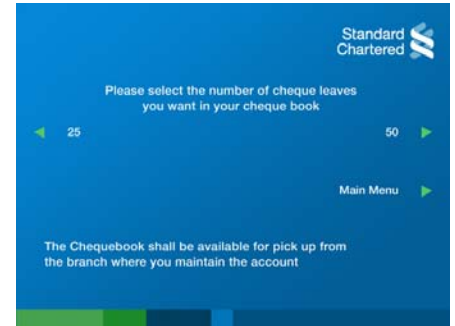 Standard
Chartered
Please select the number of cheque leaves
you want in your cheque book
25
50
Main Menu
The Chequebook shall be available for pick up from
the branch where you maintain the account